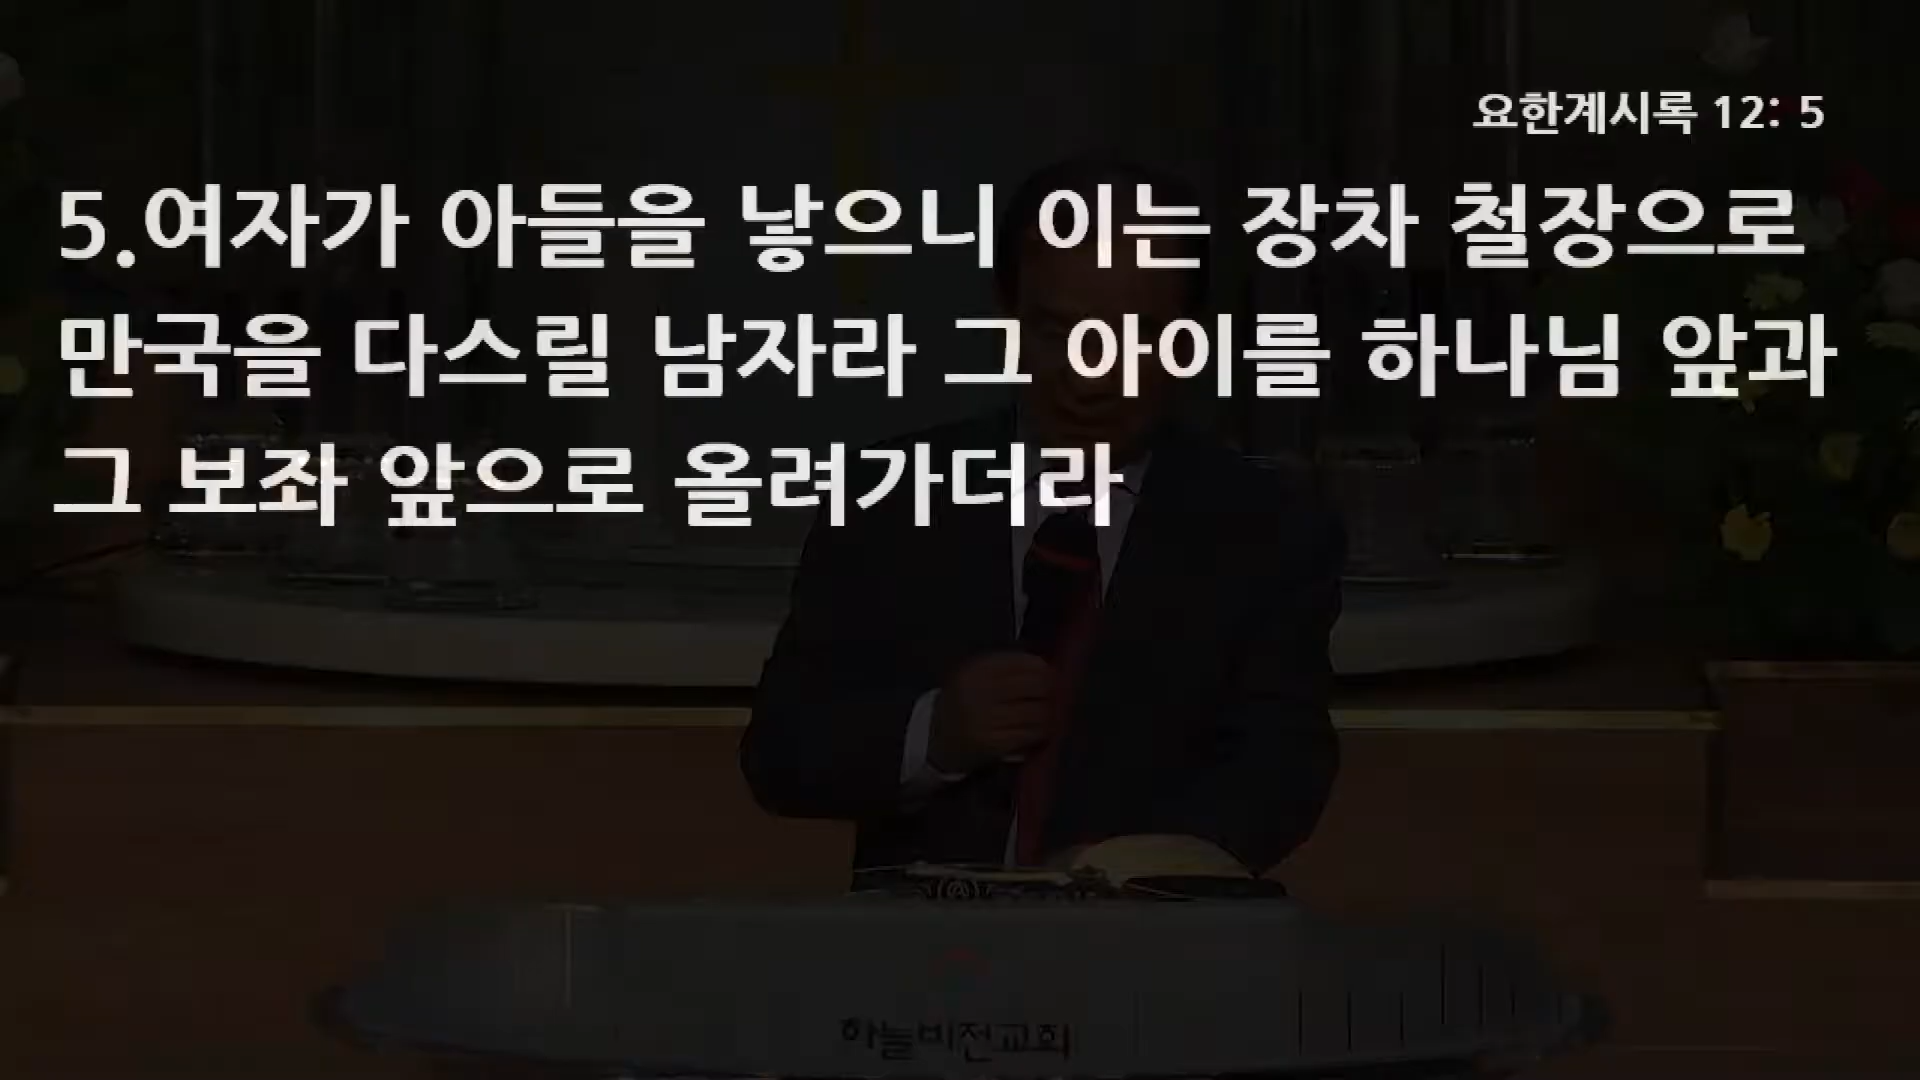 요한계시록 12: 5
5.여자가 아들을 낳으니 이는 장차 철장으로
만국을 다스릴 남자라 그 아이를 하나님 앞과
그 보좌 앞으로 올려가더라
하늘비전교회